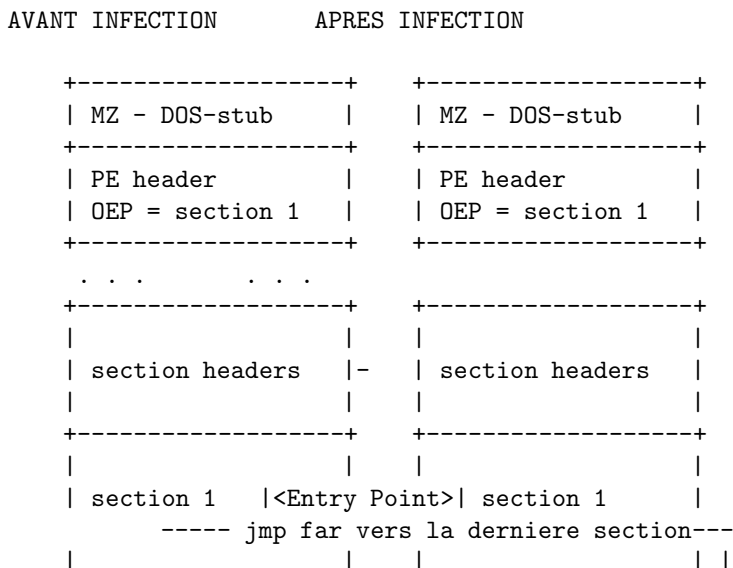 AVANT INFECTION       APRES INFECTION

    +-------------------+    +-------------------+
    | MZ - DOS-stub     |    | MZ - DOS-stub     |
    +-------------------+    +-------------------+
    | PE header         |    | PE header         |
    | OEP = section 1   |    | OEP = section 1   |
    +-------------------+    +-------------------+
     . . .       . . .
    +-------------------+    +-------------------+
    |                   |    |                   |
    | section headers   |-   | section headers   |
    |                   |    |                   |
    +-------------------+    +-------------------+
    |                   |    |                   |
    | section 1   |<Entry Point>| section 1      |
           ----- jmp far vers la derniere section---
    |                   |    |                   | |